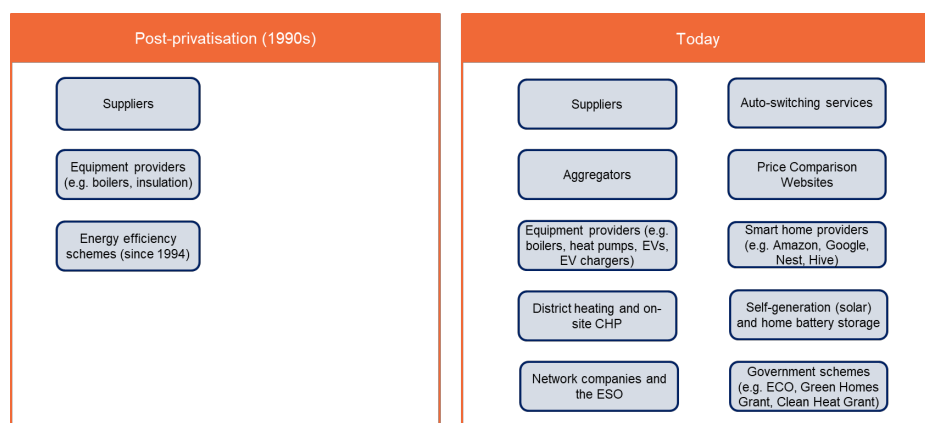 Post-privatisation (1990s)
Suppliers
Equipment providers
(e.g. boilers, insulation)
Energy efficiency
schemes (since 1994)
Today
Suppliers
Auto-switching services
Aggregators
Price Comparison
Websites
Equipment providers (e.g.
boilers, heat pumps, EVs,
EV chargers)
Smart home providers
(e.g. Amazon, Google,
Nest, Hive)
District heating and on-
site CHP
Self-generation (solar)
and home battery storage
Network companies and
the ESO
Government schemes
(e.g. ECO, Green Homes
Grant, Clean Heat Grant)